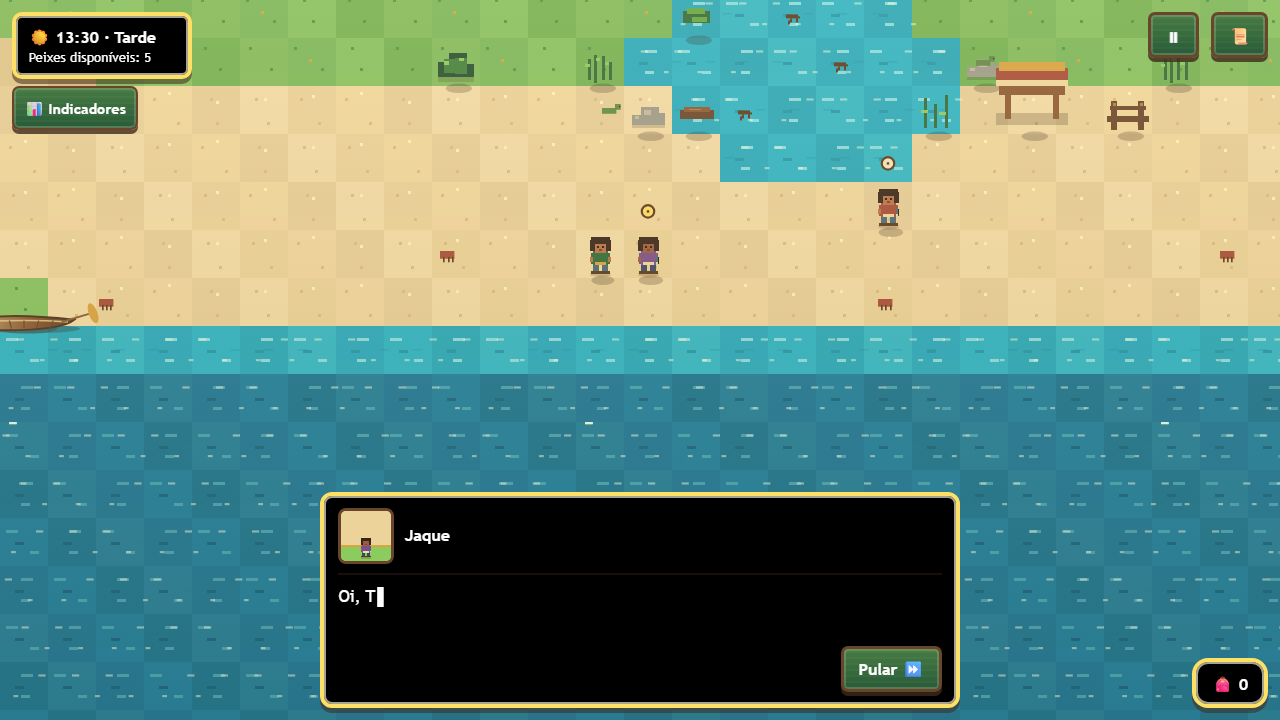 13:30 · Tarde
Peixes disponíveis: 5
Indicadores
Jaque
Oi, T
Pular
0